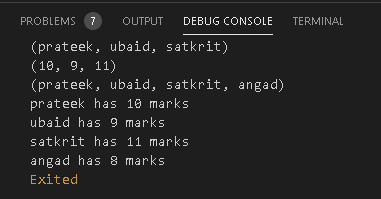 PROBLEMS 7 OUTPUT DEBUG CONSOLE TERMINAL
(prateek, ubaid, satkrit)
(10, 9, 11)
(prateek, ubaid, satkrit, angad)
prateek has 10 marks
ubaid has 9 marks
satkrit has 11 marks
angad has 8 marks
Exited